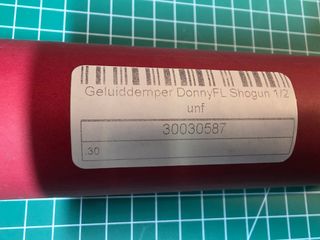 Geluiddemper DonnyFL Shogun 1/2
unf
30030587
.30